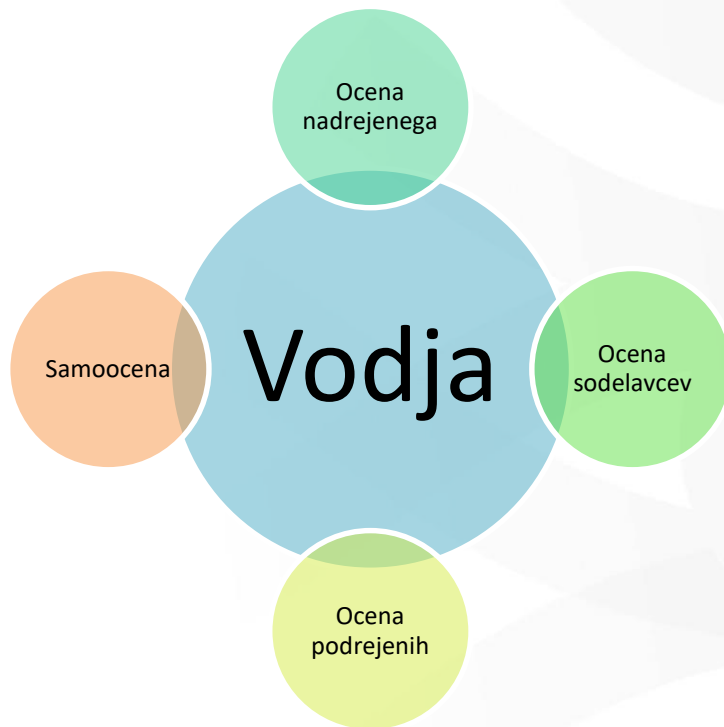 Ocena
nadrejenega
Samoocena
Vodja
Ocena
sodelavcev
Ocena
podrejenih